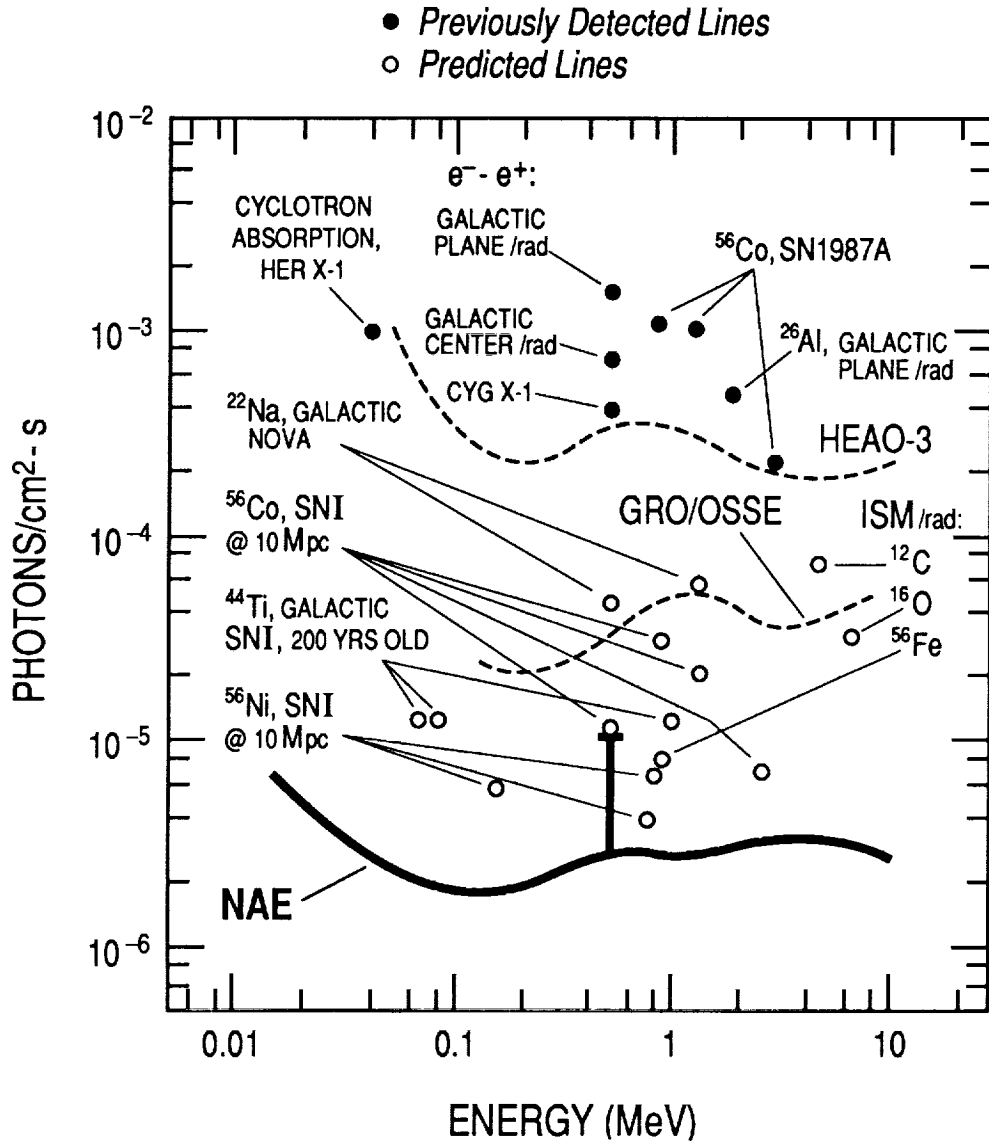 ● Previously Detected Lines
○ Predicted Lines
10⁻²
10⁻³
10⁻⁴
10⁻⁵
10⁻⁶
PHOTONS/cm²- s
e⁻- e⁺:
CYCLOTRON
ABSORPTION,
HER X-1
GALACTIC
PLANE /rad
⁵⁶Co, SN1987A
GALACTIC
CENTER /rad
²⁶Al, GALACTIC
PLANE /rad
CYG X-1
²²Na, GALACTIC
NOVA
HEAO-3
⁵⁶Co, SNI
@ 10 Mpc
GRO/OSSE
ISM /rad:
¹²C
¹⁶O
⁵⁶Fe
⁴⁴Ti, GALACTIC
SNI, 200 YRS OLD
⁵⁶Ni, SNI
@ 10 Mpc
NAE
0.01
0.1
1
10
ENERGY (MeV)